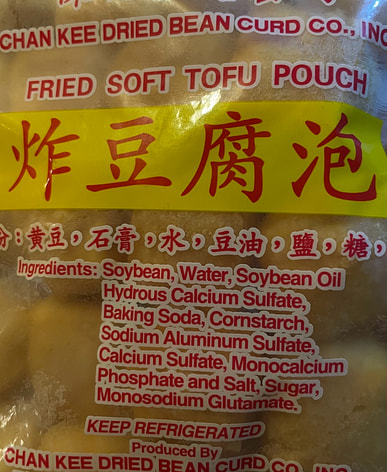 CHAN KEE DRIED BEAN CURD CO., INC
FRIED SOFT TOFU POUCH
炸豆腐泡
分:黄豆,石膏,水,豆油,鹽,糖,
Ingredients: Soybean, Water, Soybean Oil
Hydrous Calcium Sulfate,
Baking Soda, Cornstarch,
Sodium Aluminum Sulfate,
Calcium Sulfate, Monocalcium
Phosphate and Salt, Sugar,
Monosodium Glutamate.
KEEP REFRIGERATED
Produced By
CHAN KEE DRIED BEAN CURD CO., INC.